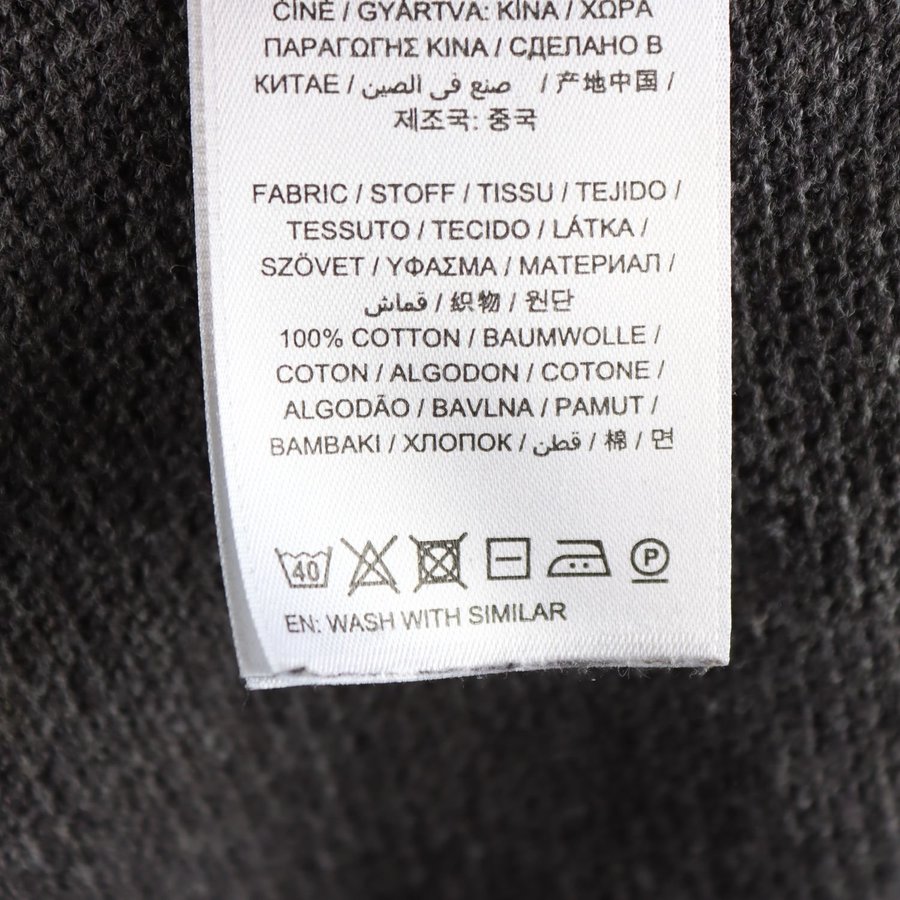 ČÍNĚ / GYÁRTVA: KÍNA / ΧΩΡΑ
ΠΑΡΑΓΩΓΗΣ ΚΙΝΑ / СДЕЛАНО В
КИТАЕ / صنع فى الصين / 产地中国 /
제조국: 중국
FABRIC / STOFF / TISSU / TEJIDO /
TESSUTO / TECIDO / LÁTKA /
SZÖVET / ΥΦΑΣΜΑ / МАТЕРИАЛ /
قماش / 织物 / 원단
100% COTTON / BAUMWOLLE /
COTON / ALGODON / COTONE /
ALGODÃO / BAVLNA / PAMUT /
BAMBAKI / ХЛОПОК / قطن / 棉 / 면
40 P
EN: WASH WITH SIMILAR